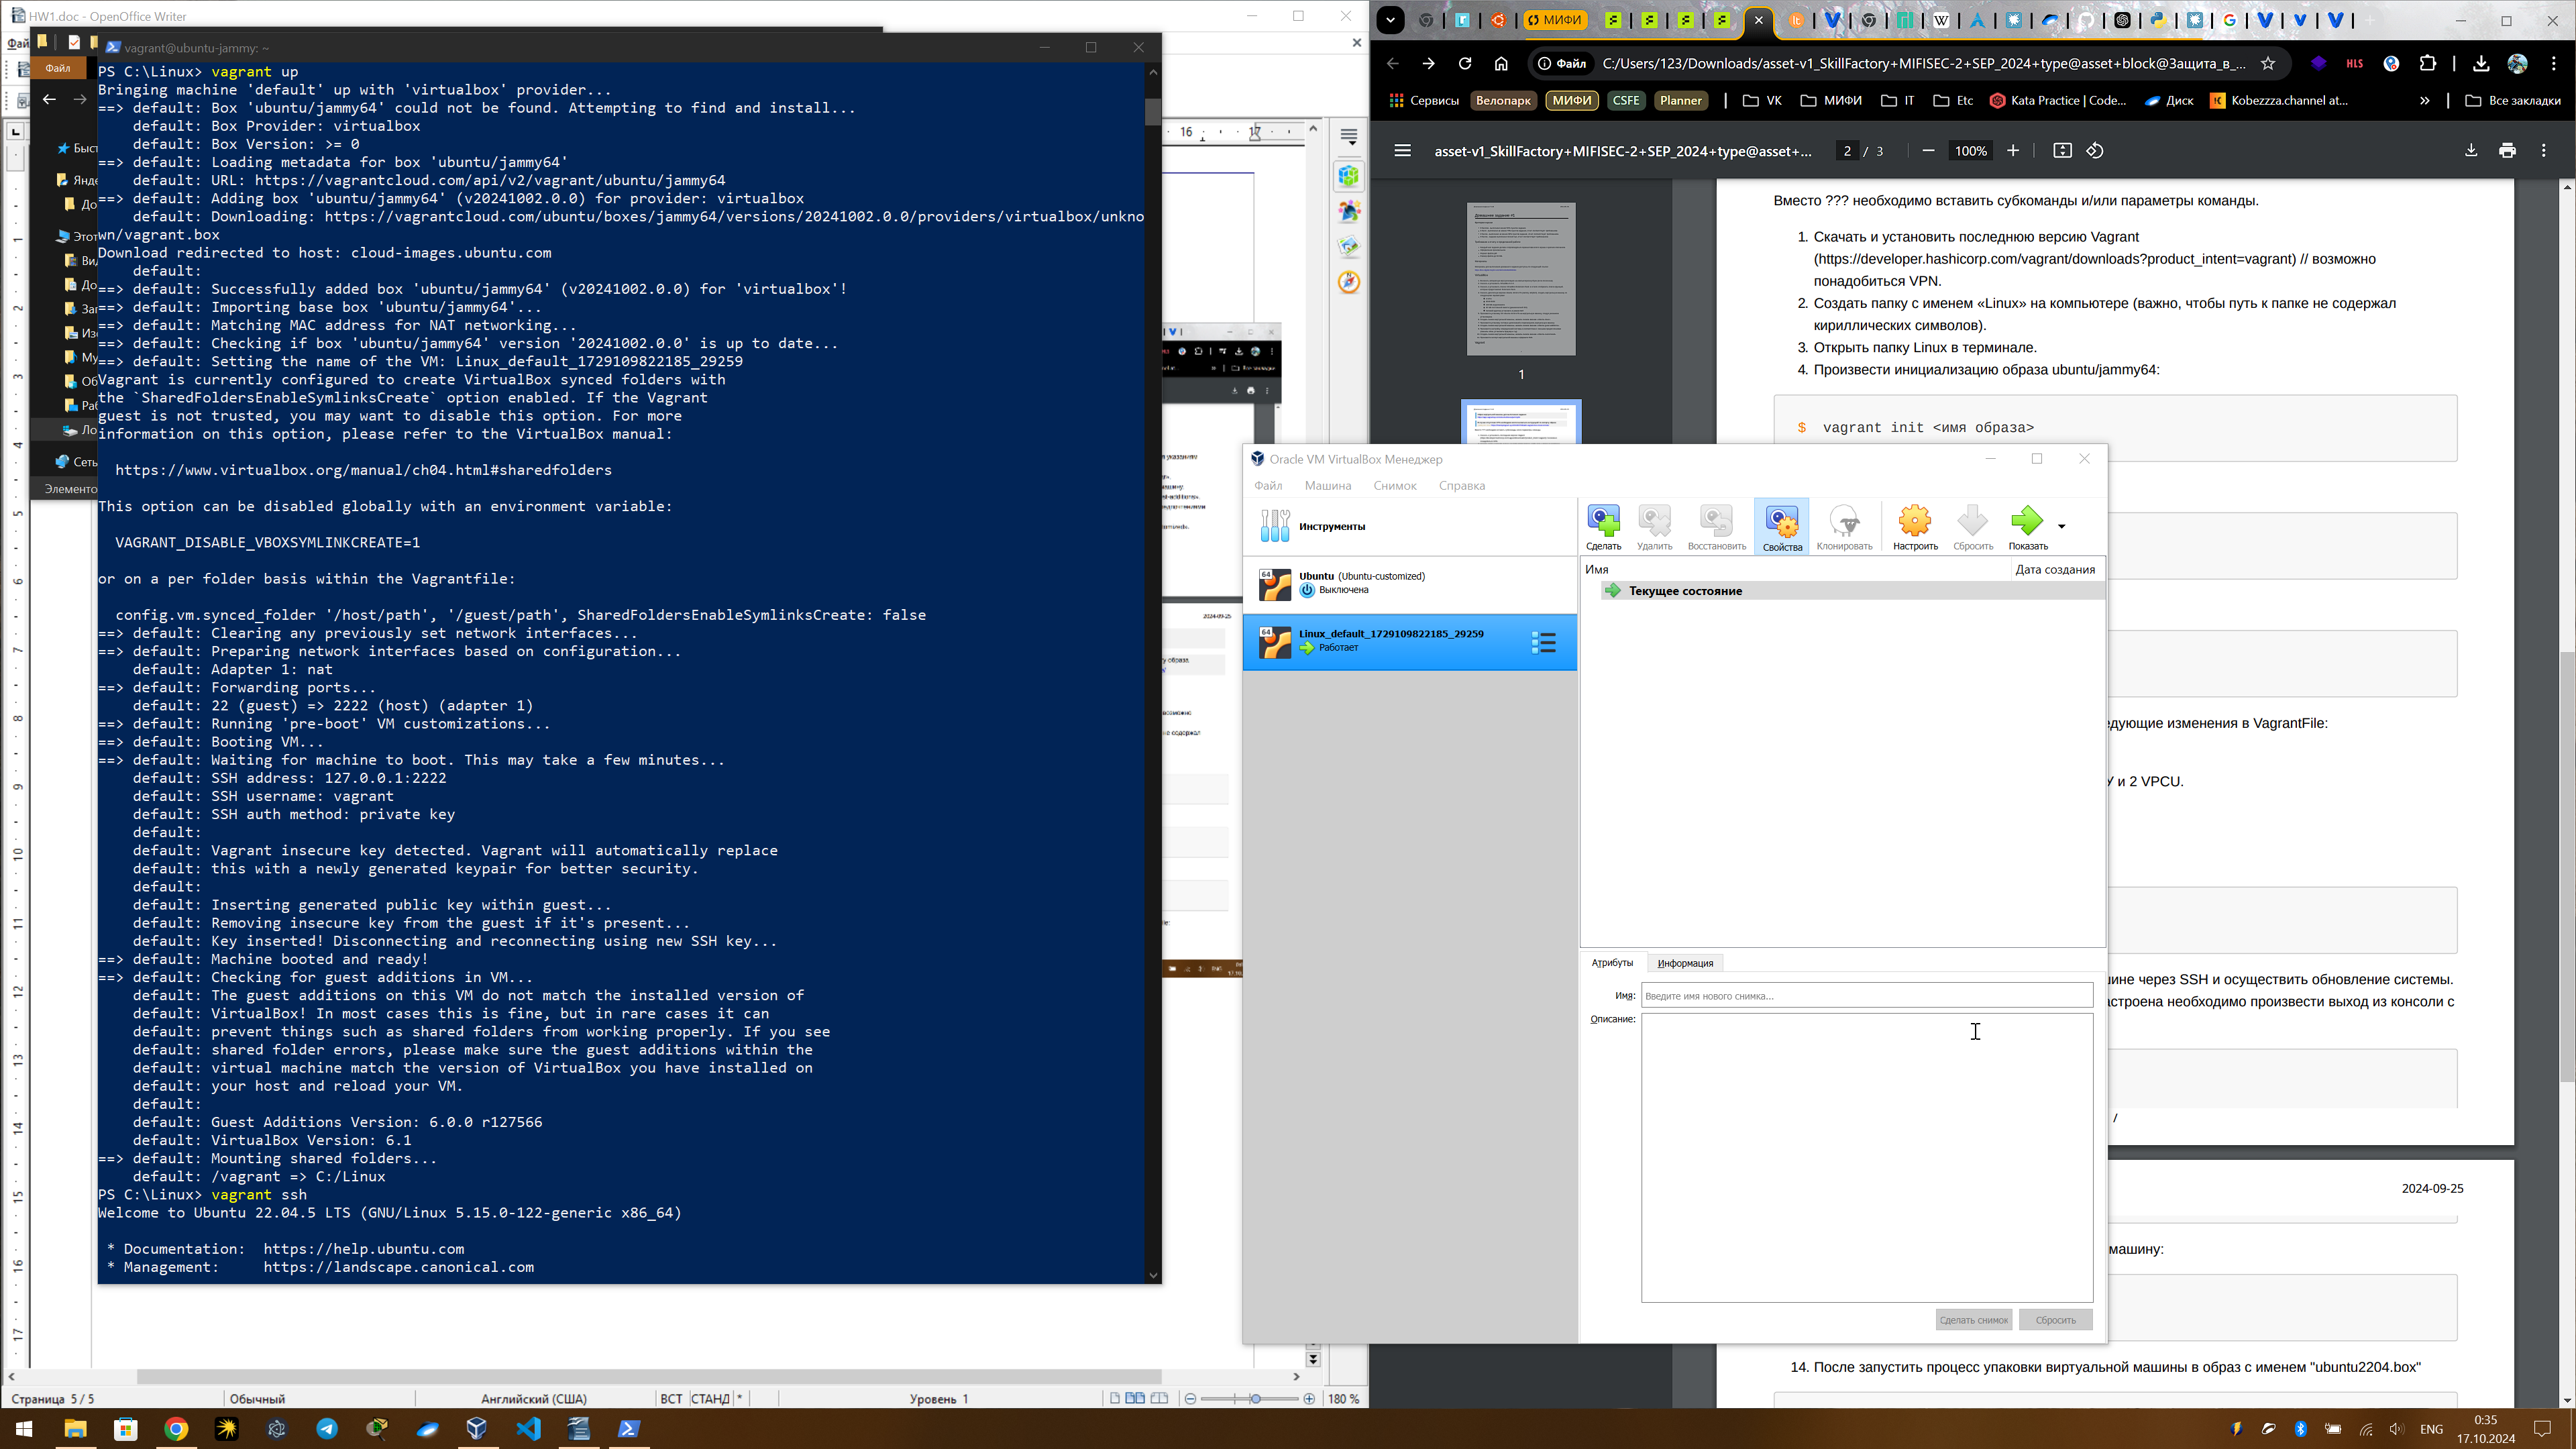 HW1.doc - OpenOffice Writer
Файл
vagrant@ubuntu-jammy: ~
PS C:\Linux> vagrant up
Bringing machine 'default' up with 'virtualbox' provider...
==> default: Box 'ubuntu/jammy64' could not be found. Attempting to find and install...
default: Box Provider: virtualbox
default: Box Version: >= 0
==> default: Loading metadata for box 'ubuntu/jammy64'
default: URL: https://vagrantcloud.com/api/v2/vagrant/ubuntu/jammy64
==> default: Adding box 'ubuntu/jammy64' (v20241002.0.0) for provider: virtualbox
default: Downloading: https://vagrantcloud.com/ubuntu/boxes/jammy64/versions/20241002.0.0/providers/virtualbox/unkno
wn/vagrant.box
Download redirected to host: cloud-images.ubuntu.com
default:
==> default: Successfully added box 'ubuntu/jammy64' (v20241002.0.0) for 'virtualbox'!
==> default: Importing base box 'ubuntu/jammy64'...
==> default: Matching MAC address for NAT networking...
==> default: Checking if box 'ubuntu/jammy64' version '20241002.0.0' is up to date...
==> default: Setting the name of the VM: Linux_default_1729109822185_29259
Vagrant is currently configured to create VirtualBox synced folders with
the `SharedFoldersEnableSymlinksCreate` option enabled. If the Vagrant
guest is not trusted, you may want to disable this option. For more
information on this option, please refer to the VirtualBox manual:
https://www.virtualbox.org/manual/ch04.html#sharedfolders
This option can be disabled globally with an environment variable:
VAGRANT_DISABLE_VBOXSYMLINKCREATE=1
or on a per folder basis within the Vagrantfile:
config.vm.synced_folder '/host/path', '/guest/path', SharedFoldersEnableSymlinksCreate: false
==> default: Clearing any previously set network interfaces...
==> default: Preparing network interfaces based on configuration...
default: Adapter 1: nat
==> default: Forwarding ports...
default: 22 (guest) => 2222 (host) (adapter 1)
==> default: Running 'pre-boot' VM customizations...
==> default: Booting VM...
==> default: Waiting for machine to boot. This may take a few minutes...
default: SSH address: 127.0.0.1:2222
default: SSH username: vagrant
default: SSH auth method: private key
default:
default: Vagrant insecure key detected. Vagrant will automatically replace
default: this with a newly generated keypair for better security.
default:
default: Inserting generated public key within guest...
default: Removing insecure key from the guest if it's present...
default: Key inserted! Disconnecting and reconnecting using new SSH key...
==> default: Machine booted and ready!
==> default: Checking for guest additions in VM...
default: The guest additions on this VM do not match the installed version of
default: VirtualBox! In most cases this is fine, but in rare cases it can
default: prevent things such as shared folders from working properly. If you see
default: shared folder errors, please make sure the guest additions within the
default: virtual machine match the version of VirtualBox you have installed on
default: your host and reload your VM.
default:
default: Guest Additions Version: 6.0.0 r127566
default: VirtualBox Version: 6.1
==> default: Mounting shared folders...
default: /vagrant => C:/Linux
PS C:\Linux> vagrant ssh
Welcome to Ubuntu 22.04.5 LTS (GNU/Linux 5.15.0-122-generic x86_64)
* Documentation: https://help.ubuntu.com
* Management: https://landscape.canonical.com
Страница 5 / 5 Обычный Английский (США) ВСТ СТАНД * Уровень 1 180 %
МИФИ
Файл C:/Users/123/Downloads/asset-v1_SkillFactory+MIFISEC-2+SEP_2024+type@asset+block@Защита_в_...
HLS
Сервисы Велопарк МИФИ CSFE Planner VK МИФИ IT Etc Kata Practice | Code... Диск Kobezzza.channel at... » Все закладки
asset-v1_SkillFactory+MIFISEC-2+SEP_2024+type@asset+... 2 / 3 100%
1
Вместо ??? необходимо вставить субкоманды и/или параметры команды.
1. Скачать и установить последнюю версию Vagrant
(https://developer.hashicorp.com/vagrant/downloads?product_intent=vagrant) // возможно
понадобиться VPN.
2. Создать папку с именем «Linux» на компьютере (важно, чтобы путь к папке не содержал
кириллических символов).
3. Открыть папку Linux в терминале.
4. Произвести инициализацию образа ubuntu/jammy64:
$ vagrant init <имя образа>
Oracle VM VirtualBox Менеджер
Файл Машина Снимок Справка
Инструменты
Сделать Удалить Восстановить Свойства Клонировать Настроить Сбросить Показать
Ubuntu (Ubuntu-customized)
Выключена
Linux_default_1729109822185_29259
Работает
Имя Дата создания
Текущее состояние
Атрибуты Информация
Имя: Введите имя нового снимка...
Описание:
Сделать снимок Сбросить
едующие изменения в VagrantFile:
У и 2 VPCU.
ине через SSH и осуществить обновление системы.
астроена необходимо произвести выход из консоли с
/
2024-09-25
машину:
14. После запустить процесс упаковки виртуальной машины в образ с именем "ubuntu2204.box"
ENG
0:35
17.10.2024